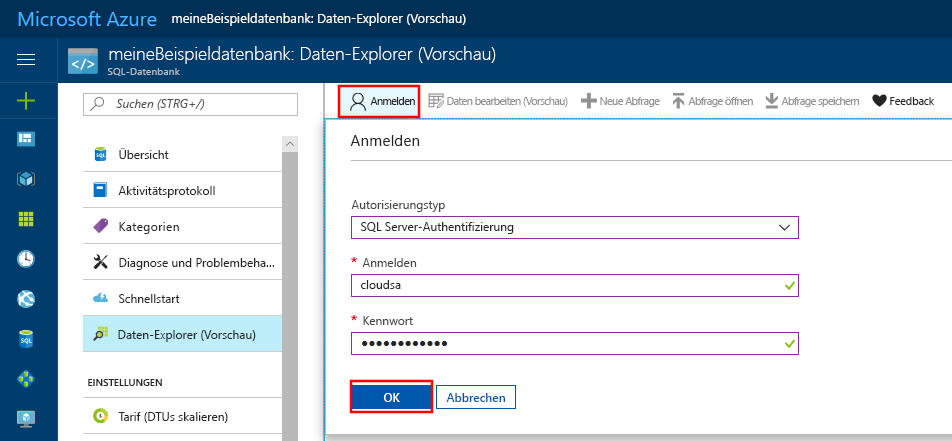 Microsoft Azure meineBeispieldatenbank: Daten-Explorer (Vorschau)
meineBeispieldatenbank: Daten-Explorer (Vorschau)
SQL-Datenbank
Suchen (STRG+/)
Übersicht
Aktivitätsprotokoll
Kategorien
Diagnose und Problembeha...
Schnellstart
Daten-Explorer (Vorschau)
EINSTELLUNGEN
Tarif (DTUs skalieren)
Anmelden Daten bearbeiten (Vorschau) Neue Abfrage Abfrage öffnen Abfrage speichern Feedback
Anmelden
Autorisierungstyp
SQL Server-Authentifizierung
* Anmelden
cloudsa
* Kennwort
●●●●●●●●●●●●
OK Abbrechen